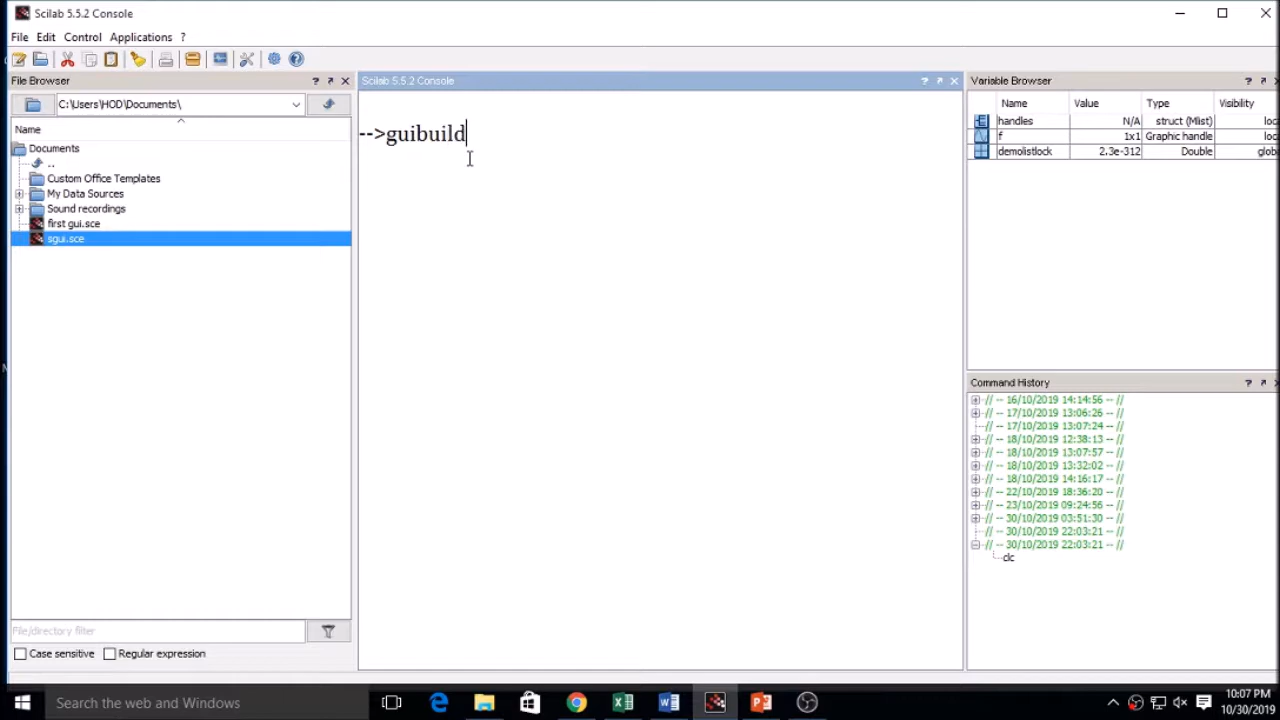 Scilab 5.5.2 Console
File Edit Control Applications ?
File Browser ? Scilab 5.5.2 Console ? Variable Browser ?
C:\Users\HOD\Documents\
Name
Documents
..
Custom Office Templates
My Data Sources
Sound recordings
first gui.sce
sgui.sce
File/directory filter
Case sensitive Regular expression
-->guibuild
Name Value Type Visibility
handles N/A struct (Mlist) loc
f 1x1 Graphic handle loc
demolistlock 2.3e-312 Double glob
Command History ?
// -- 16/10/2019 14:14:56 -- //
// -- 17/10/2019 13:06:26 -- //
// -- 17/10/2019 13:07:24 -- //
// -- 18/10/2019 12:38:13 -- //
// -- 18/10/2019 13:07:57 -- //
// -- 18/10/2019 13:32:02 -- //
// -- 18/10/2019 14:16:17 -- //
// -- 22/10/2019 18:36:20 -- //
// -- 23/10/2019 09:24:56 -- //
// -- 30/10/2019 03:51:30 -- //
// -- 30/10/2019 22:03:21 -- //
// -- 30/10/2019 22:03:21 -- //
clc
Search the web and Windows
10:07 PM
10/30/2019